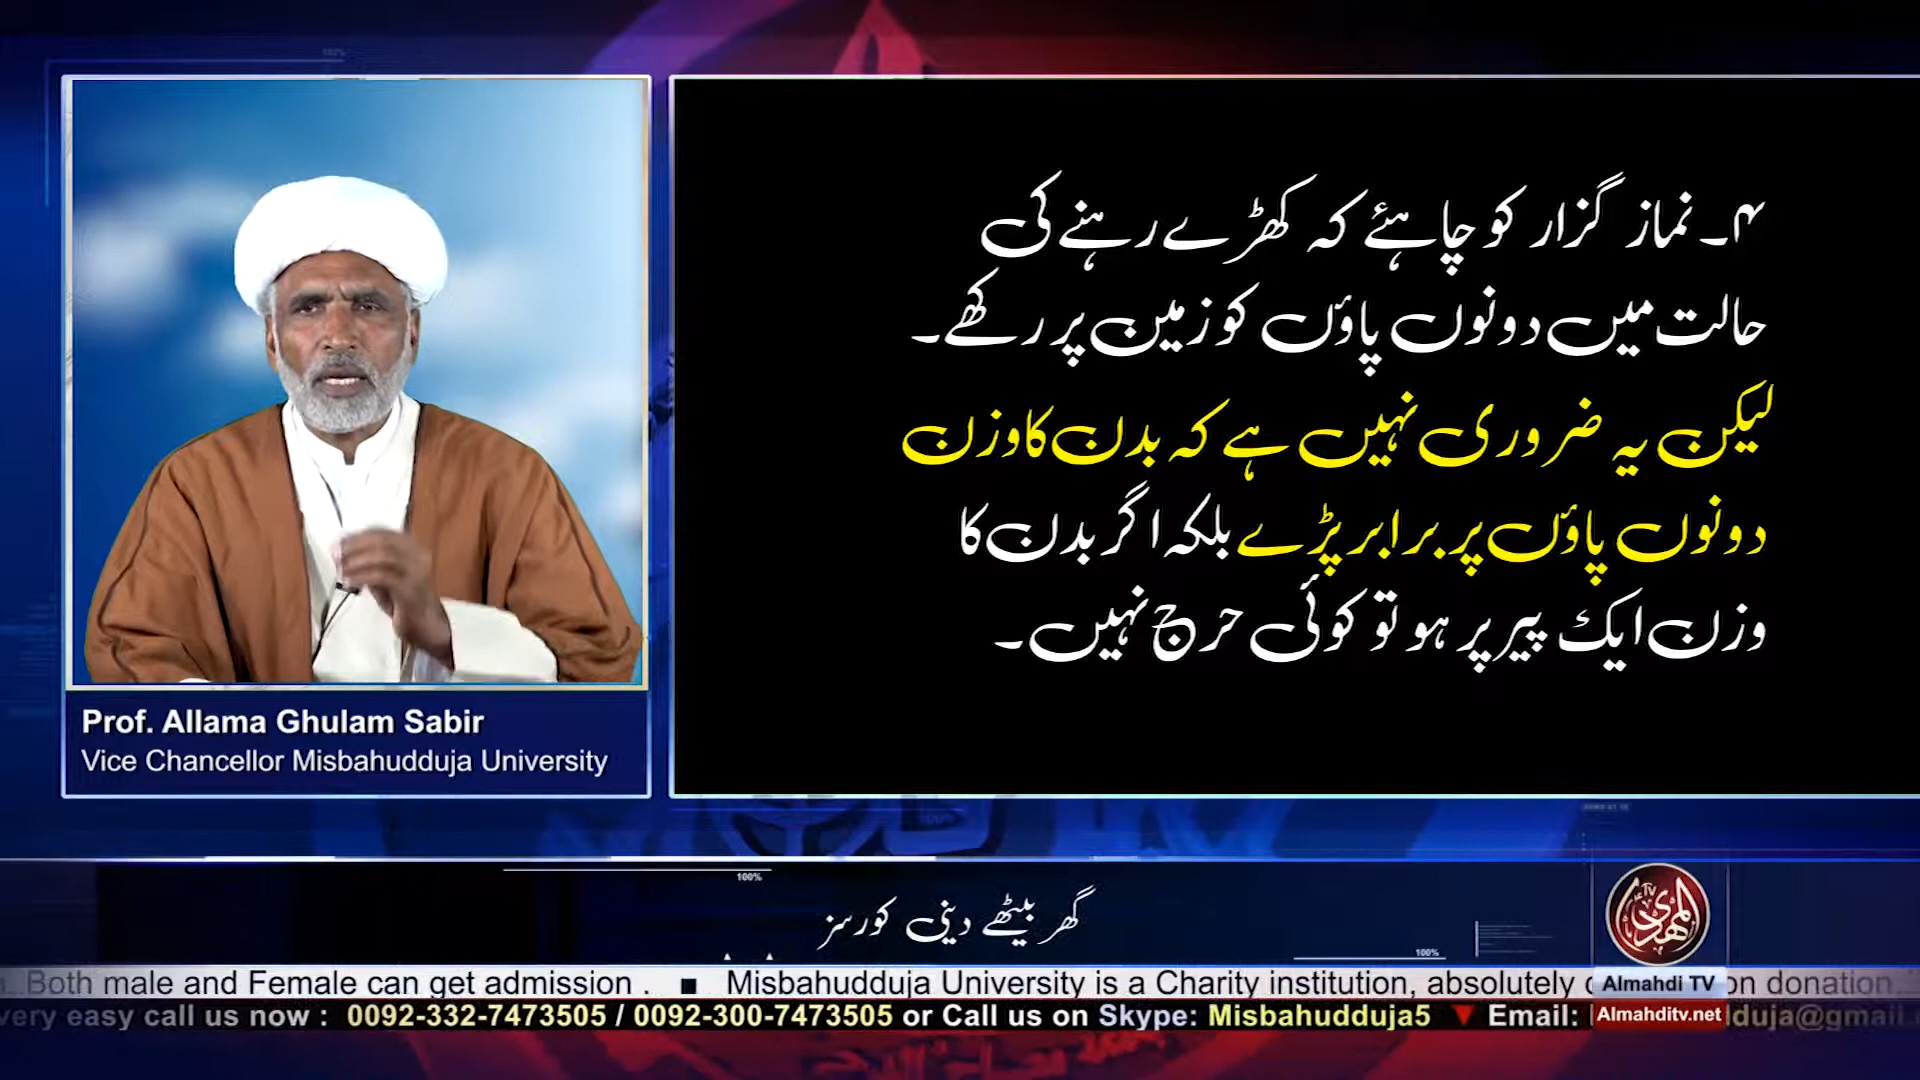 ۴۔ نماز گزار کو چاہئے کہ کھڑے رہنے کی
حالت میں دونوں پاؤں کو زمین پر رکھے۔
لیکن یہ ضروری نہیں ہے کہ بدن کا وزن
دونوں پاؤں پر برابر پڑے بلکہ اگر بدن کا
وزن ایک پیر پر ہو تو کوئی حرج نہیں۔
Prof. Allama Ghulam Sabir
Vice Chancellor Misbahudduja University
100%
گھر بیٹھے دینی کورسز
100%
المهدی TV
Both male and Female can get admission . ■ Misbahudduja University is a Charity institution, absolutely on donation.
Almahdi TV
very easy call us now : 0092-332-7473505 / 0092-300-7473505 or Call us on Skype: Misbahudduja5 ▼ Email: duja@gmail
Almahditv.net